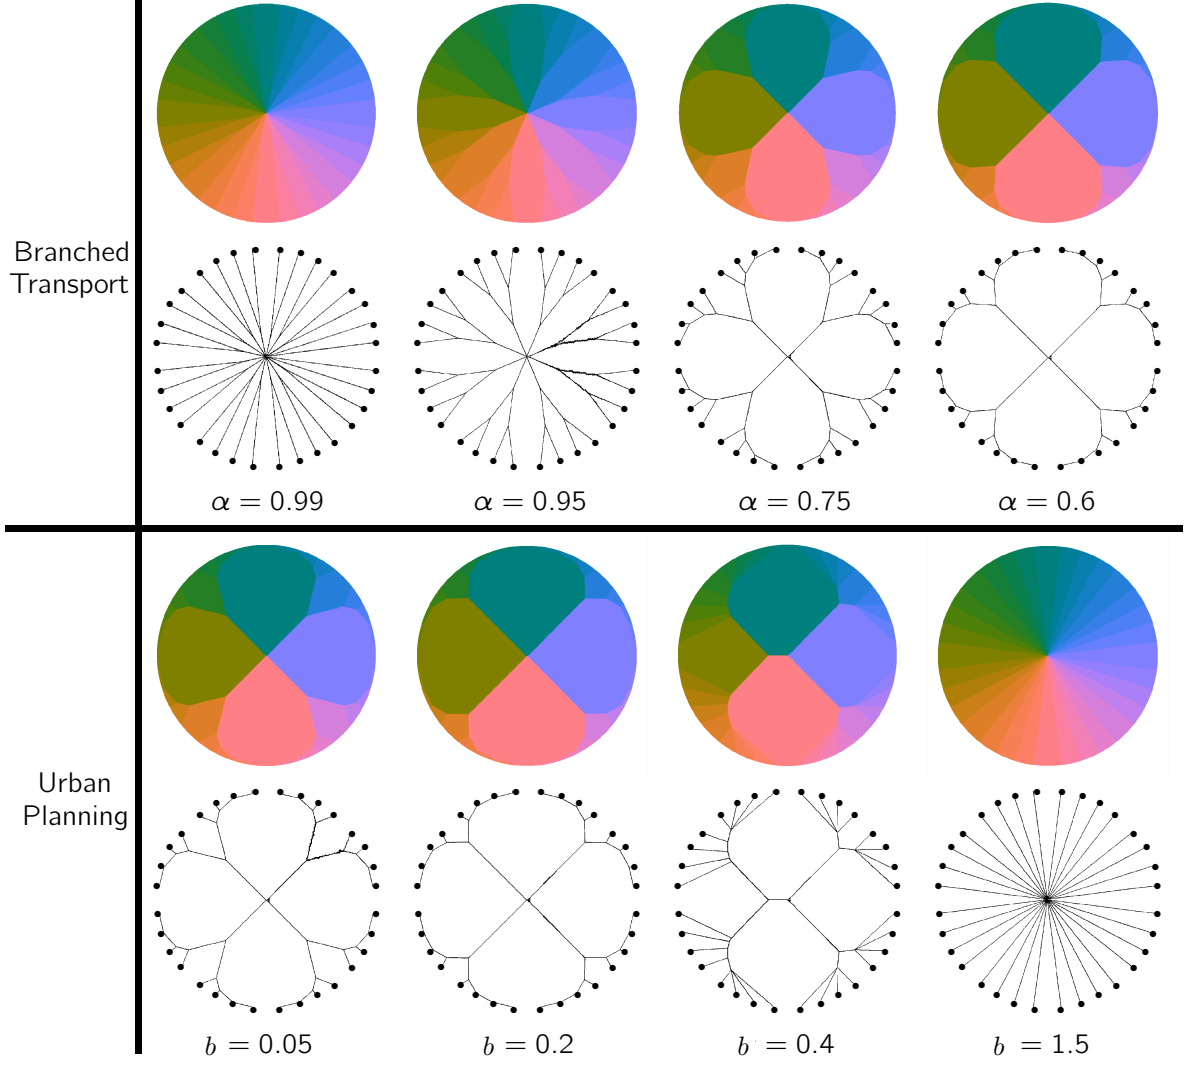 Branched
Transport
α = 0.99
α = 0.95
α = 0.75
α = 0.6
Urban
Planning
b = 0.05
b = 0.2
b = 0.4
b = 1.5